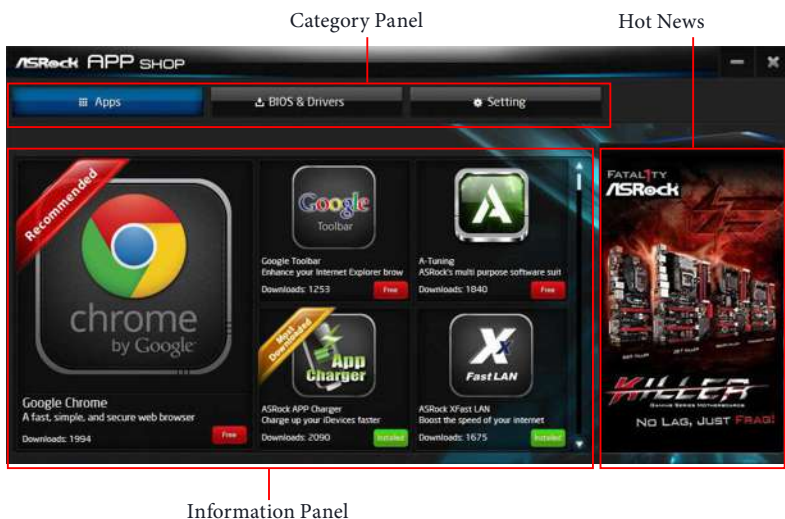 Category Panel
Hot News
ASRock APP SHOP
Apps
BIOS & Drivers
Setting
Recommended
chrome
by Google
Google Chrome
A fast, simple, and secure web browser
Downloads: 1994
Free
Google
Toolbar
Google Toolbar
Enhance your Internet Explorer brow
Downloads: 1253
Free
A-Tuning
ASRock's multi purpose software suit
Downloads: 1840
Free
Most
Downloaded
App
Charger
ASRock APP Charger
Charge up your iDevices faster
Downloads: 2090
Installed
X
Fast LAN
ASRock XFast LAN
Boost the speed of your internet
Downloads: 1675
Installed
FATAL1TY
ASRock
KILLER
GAMING SERIES MOTHERBOARD
NO LAG, JUST FRAG!
Information Panel